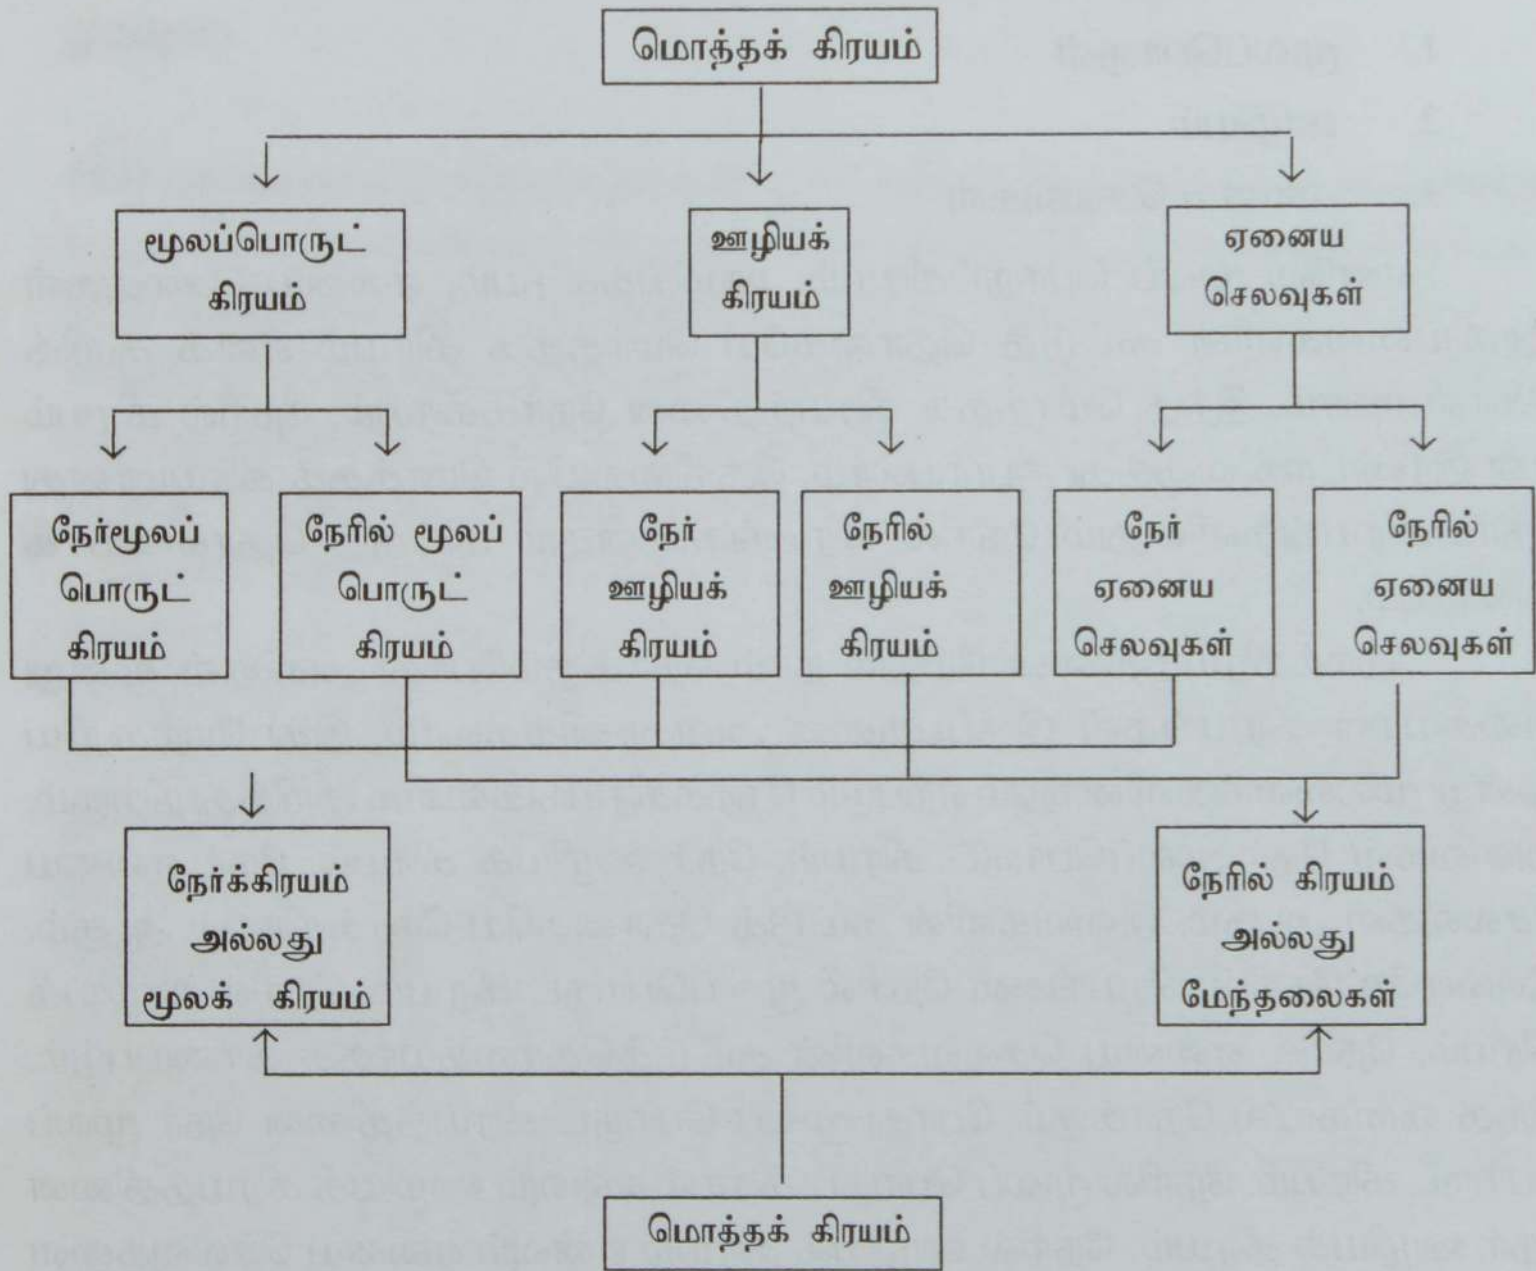 மொத்தக் கிரயம்
மூலப்பொருட்
கிரயம்
ஊழியக்
கிரயம்
ஏனைய
செலவுகள்
நேர்மூலப்
பொருட்
கிரயம்
நேரில் மூலப்
பொருட்
கிரயம்
நேர்
ஊழியக்
கிரயம்
நேரில்
ஊழியக்
கிரயம்
நேர்
ஏனைய
செலவுகள்
நேரில்
ஏனைய
செலவுகள்
நேர்க்கிரயம்
அல்லது
மூலக் கிரயம்
நேரில் கிரயம்
அல்லது
மேந்தலைகள்
மொத்தக் கிரயம்